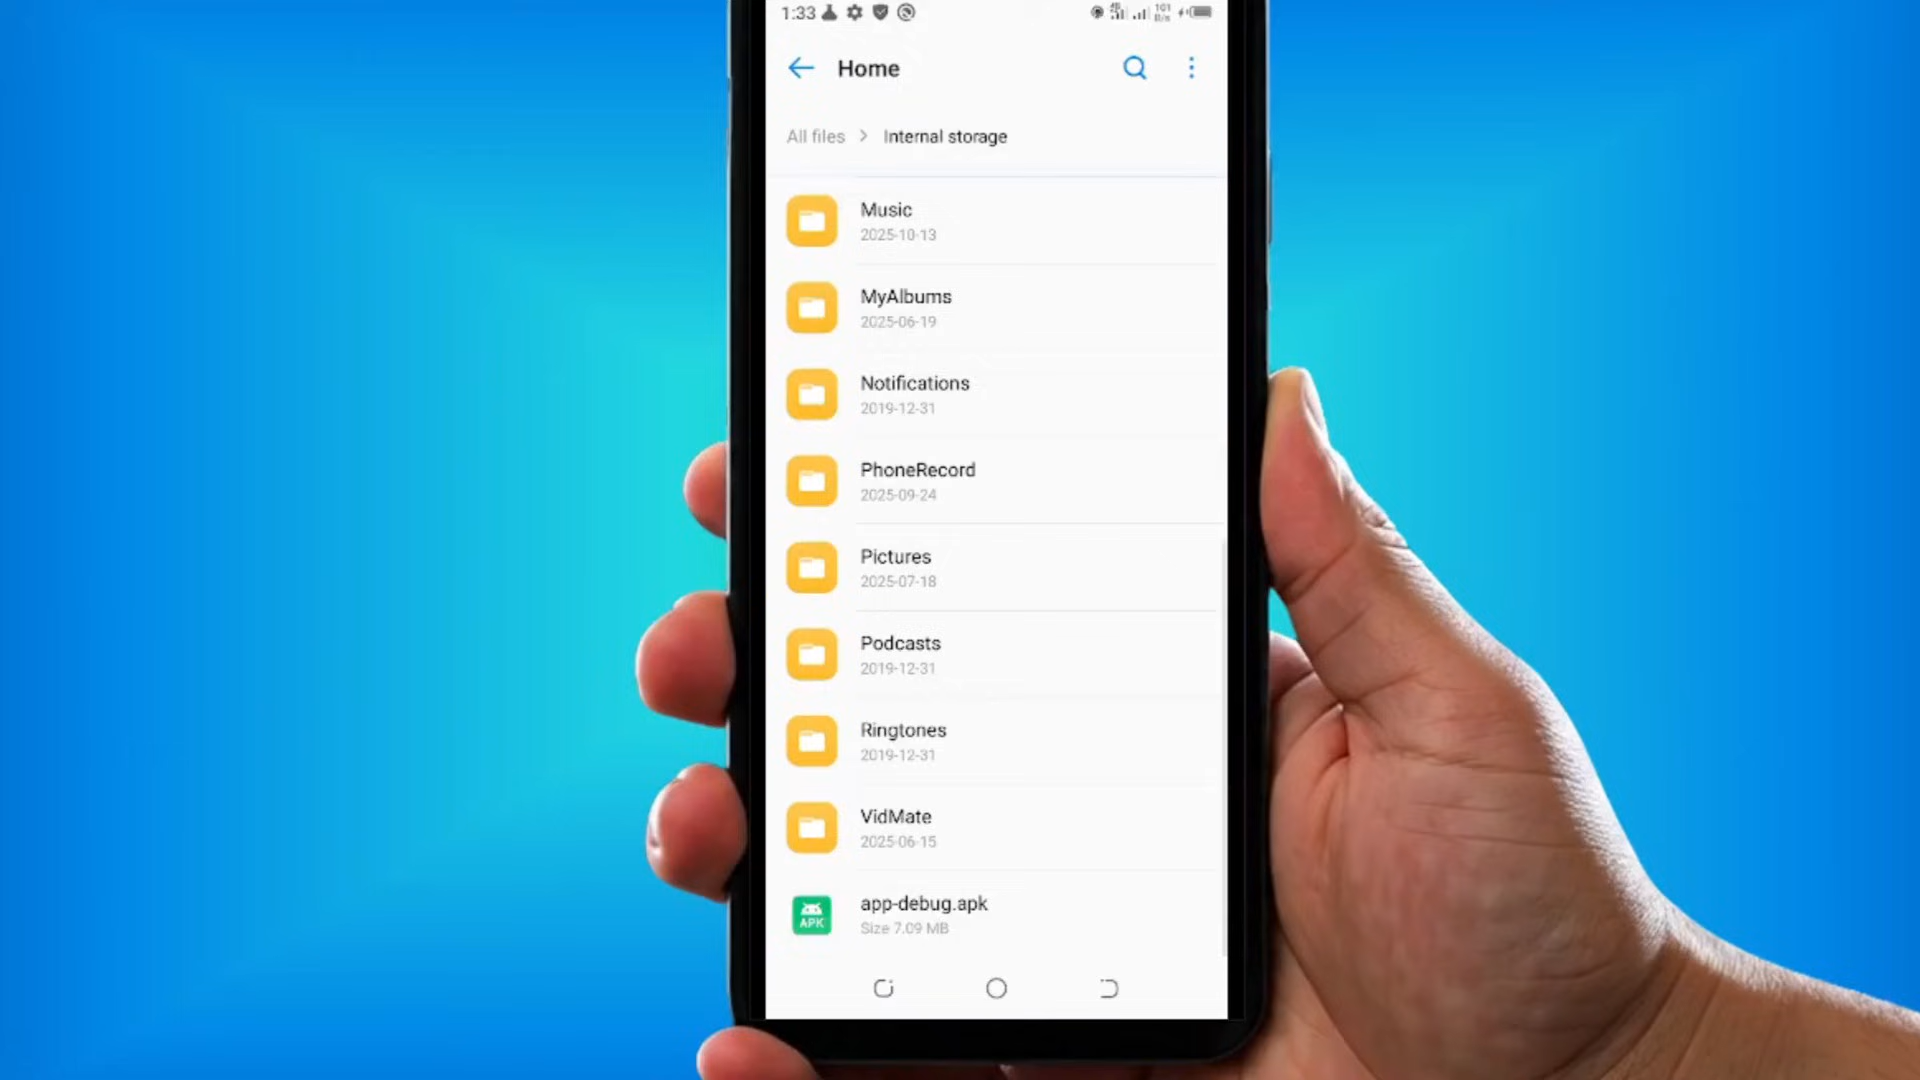 1:33
101
B/s
Home
All files > Internal storage
Music
2025-10-13
MyAlbums
2025-06-19
Notifications
2019-12-31
PhoneRecord
2025-09-24
Pictures
2025-07-18
Podcasts
2019-12-31
Ringtones
2019-12-31
VidMate
2025-06-15
APK
app-debug.apk
Size 7.09 MB